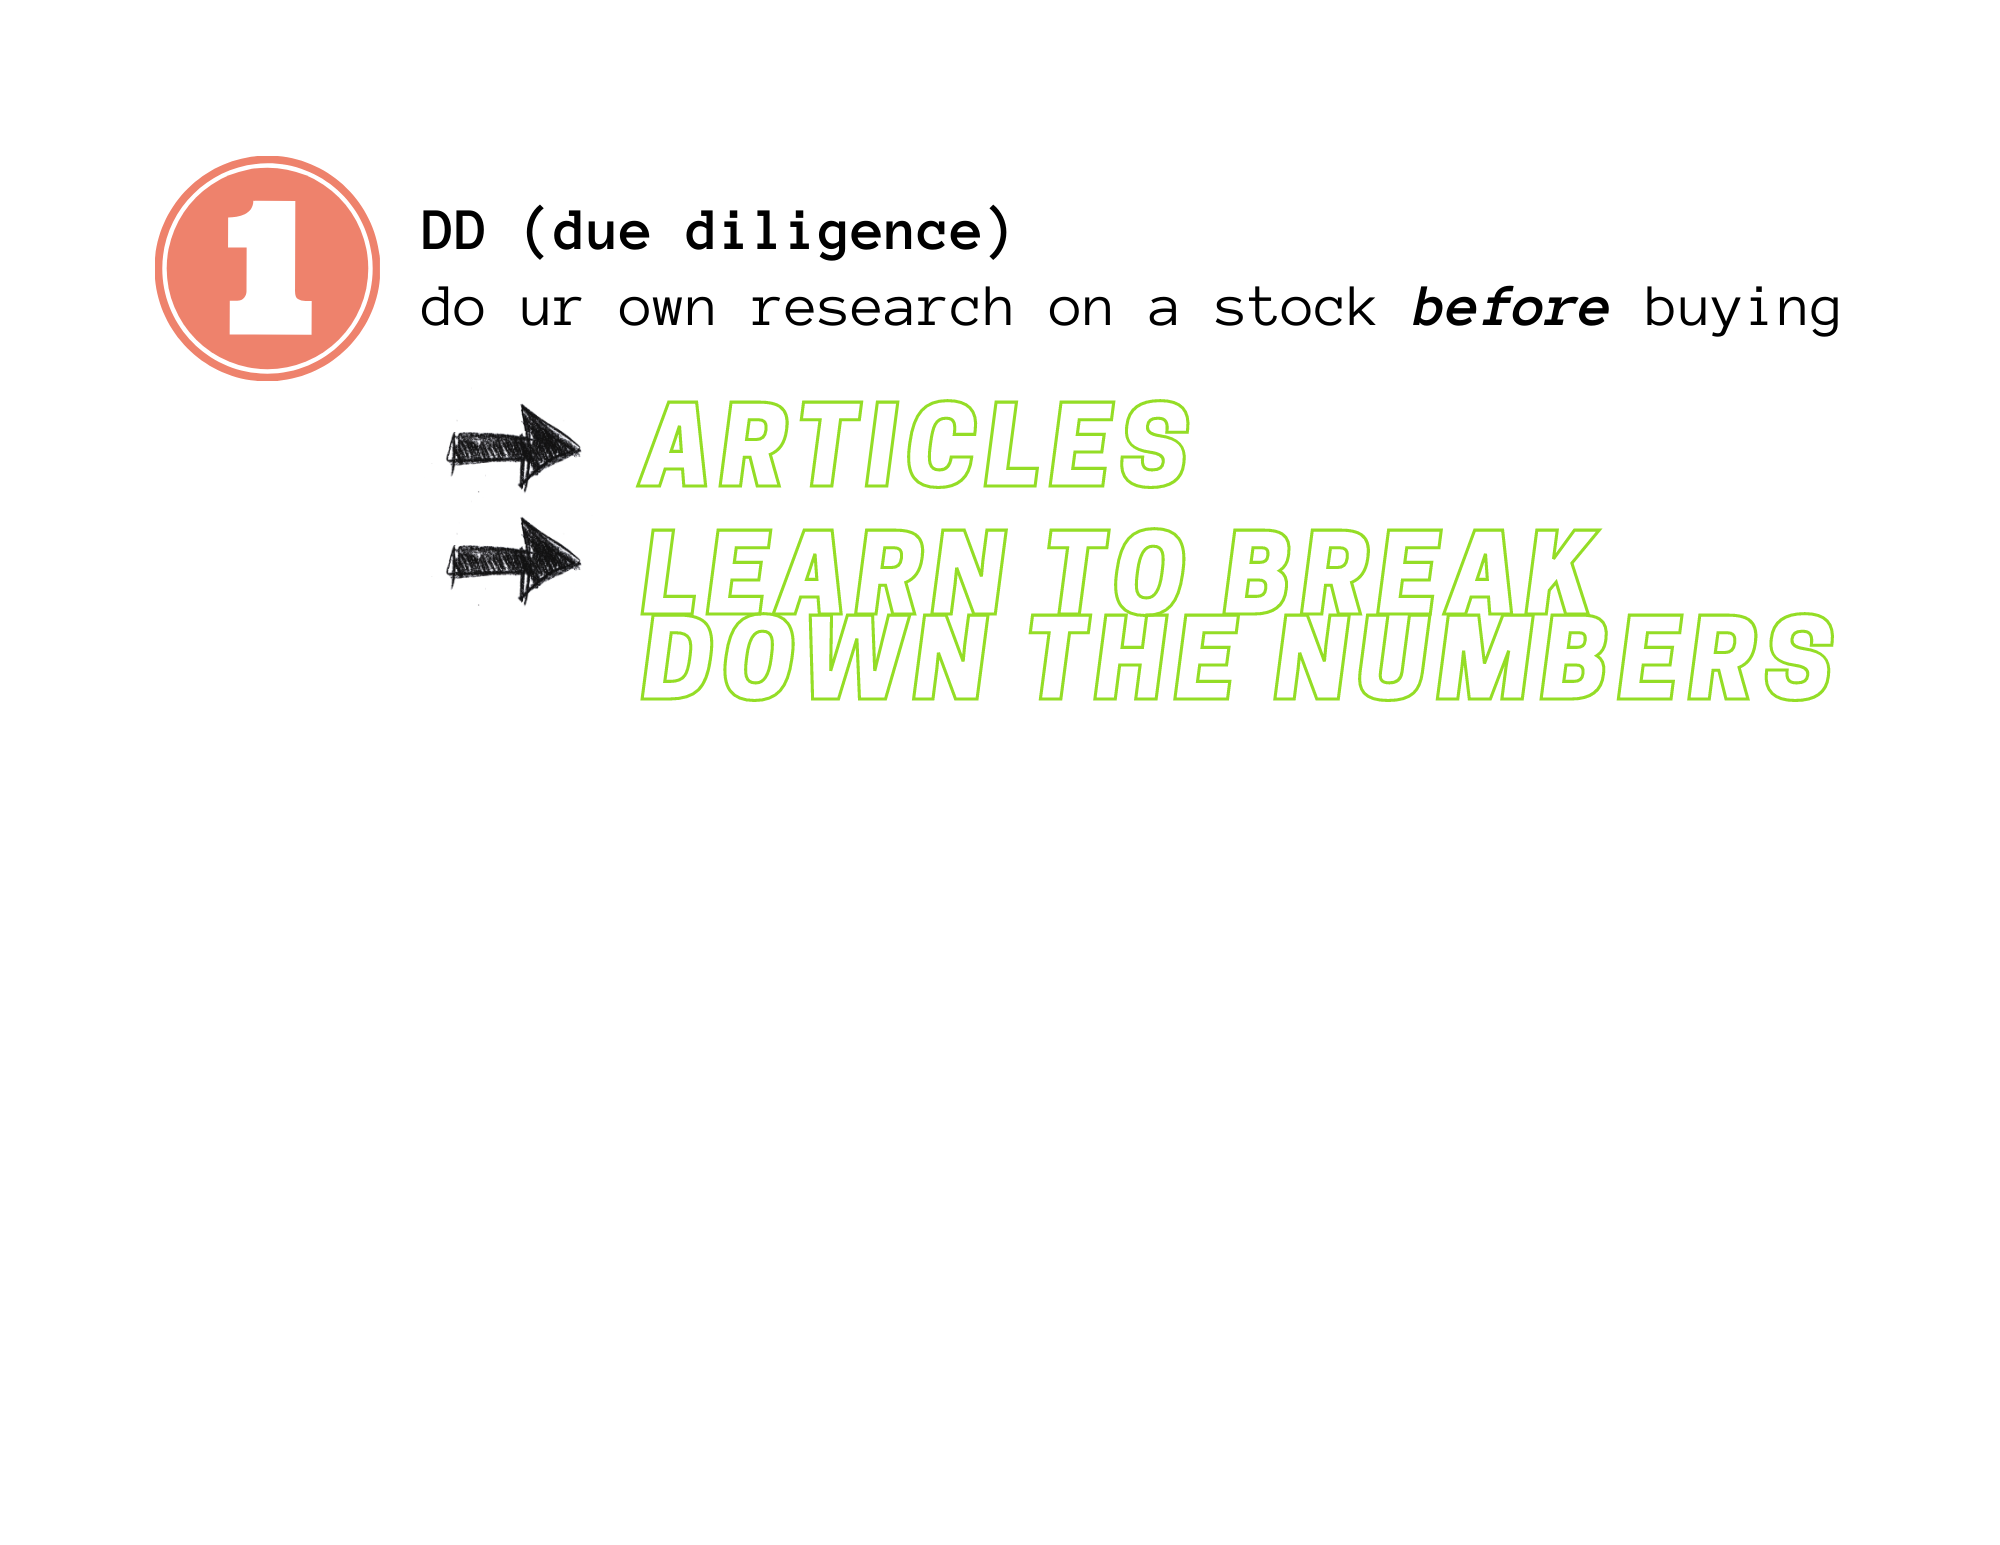 1
DD (due diligence)
do ur own research on a stock before buying
ARTICLES
LEARN TO BREAK
DOWN THE NUMBERS